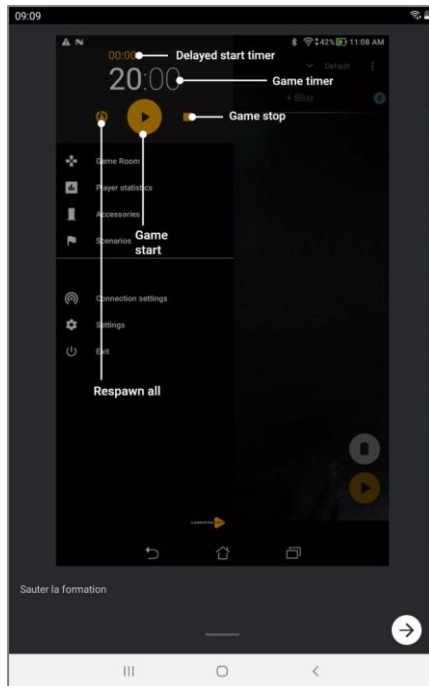 09:09
42% 11:08 AM
00:00 Delayed start timer
Default
20:00 Game timer
+ Blue
Game stop
Game Room
Player statistics
Accessories
Scenarios
Game
start
Connection settings
Settings
Exit
Respawn all
Sauter la formation